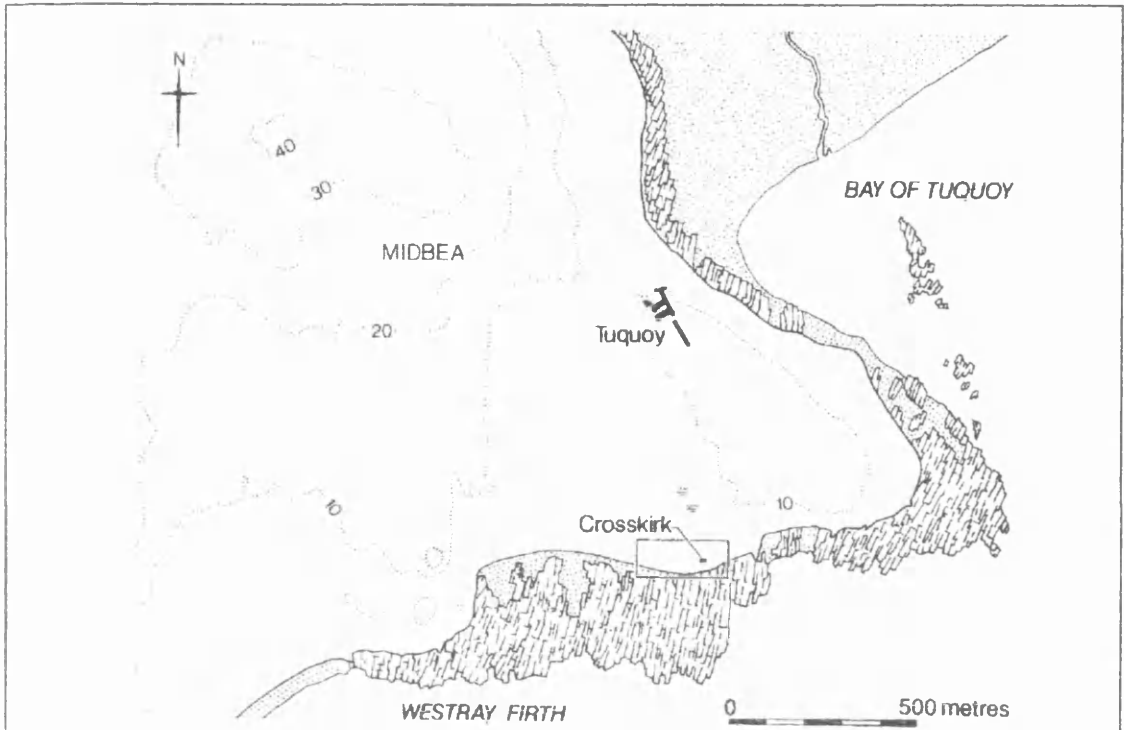 N
40
30
BAY OF TUQUOY
MIDBEA
20
Tuquoy
10
10
Crosskirk
WESTRAY FIRTH
0 500 metres